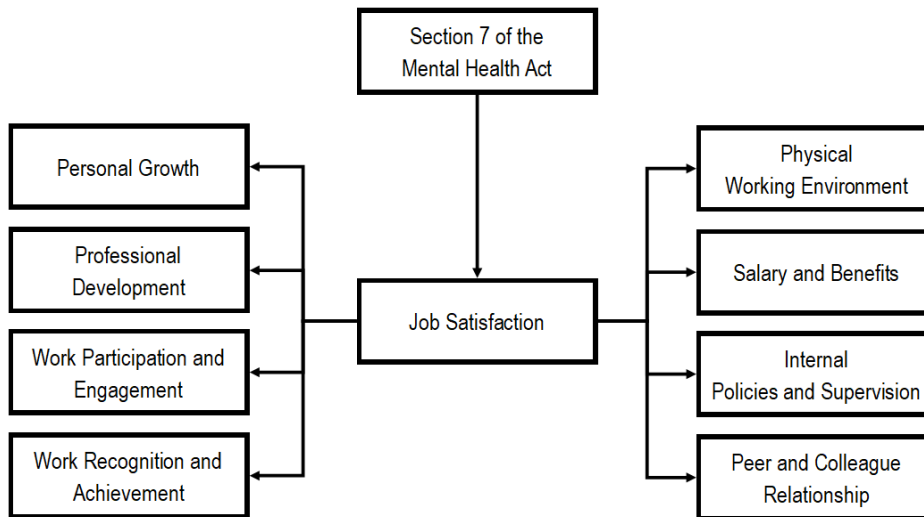 Section 7 of the
Mental Health Act
Personal Growth
Professional
Development
Work Participation and
Engagement
Work Recognition and
Achievement
Job Satisfaction
Physical
Working Environment
Salary and Benefits
Internal
Policies and Supervision
Peer and Colleague
Relationship